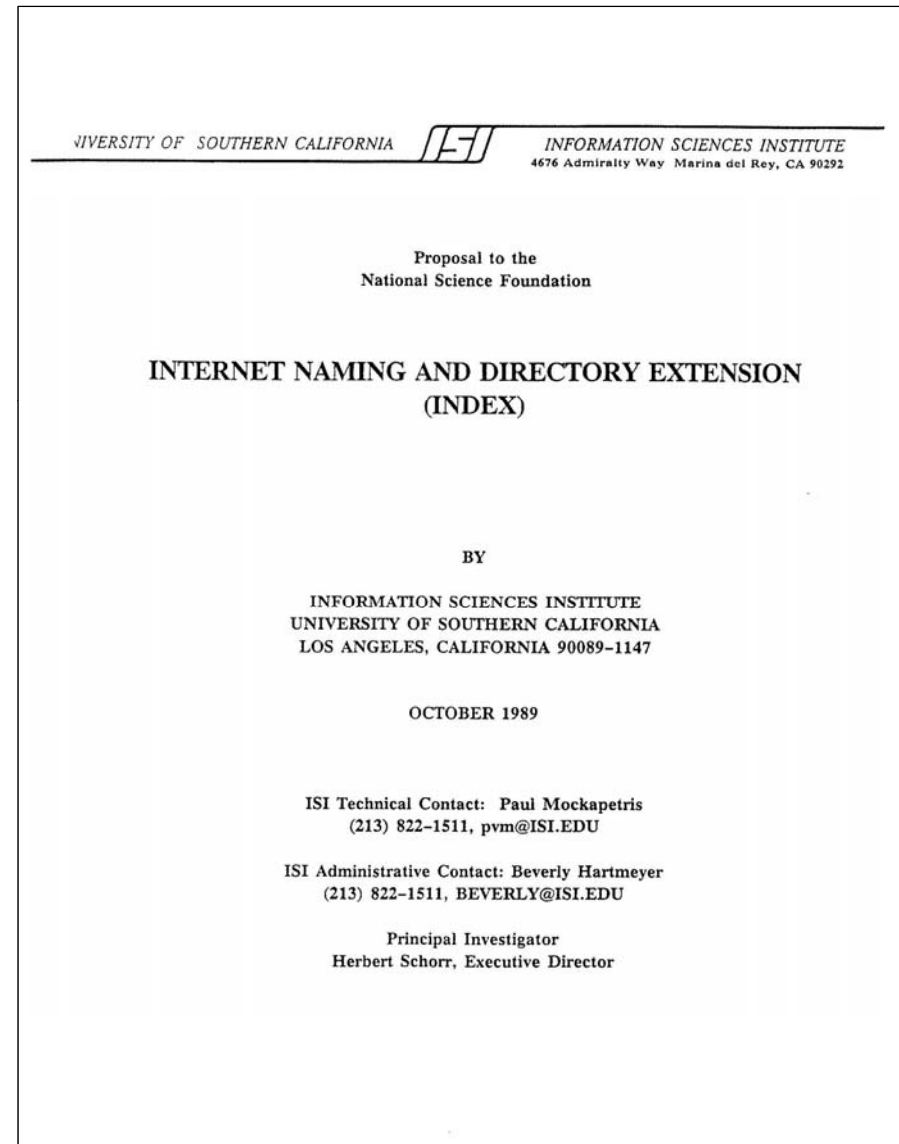 UNIVERSITY OF SOUTHERN CALIFORNIA
ISI
INFORMATION SCIENCES INSTITUTE
4676 Admiralty Way Marina del Rey, CA 90292
Proposal to the
National Science Foundation
INTERNET NAMING AND DIRECTORY EXTENSION
(INDEX)
BY
INFORMATION SCIENCES INSTITUTE
UNIVERSITY OF SOUTHERN CALIFORNIA
LOS ANGELES, CALIFORNIA 90089-1147
OCTOBER 1989
ISI Technical Contact: Paul Mockapetris
(213) 822-1511, pvm@ISI.EDU
ISI Administrative Contact: Beverly Hartmeyer
(213) 822-1511, BEVERLY@ISI.EDU
Principal Investigator
Herbert Schorr, Executive Director